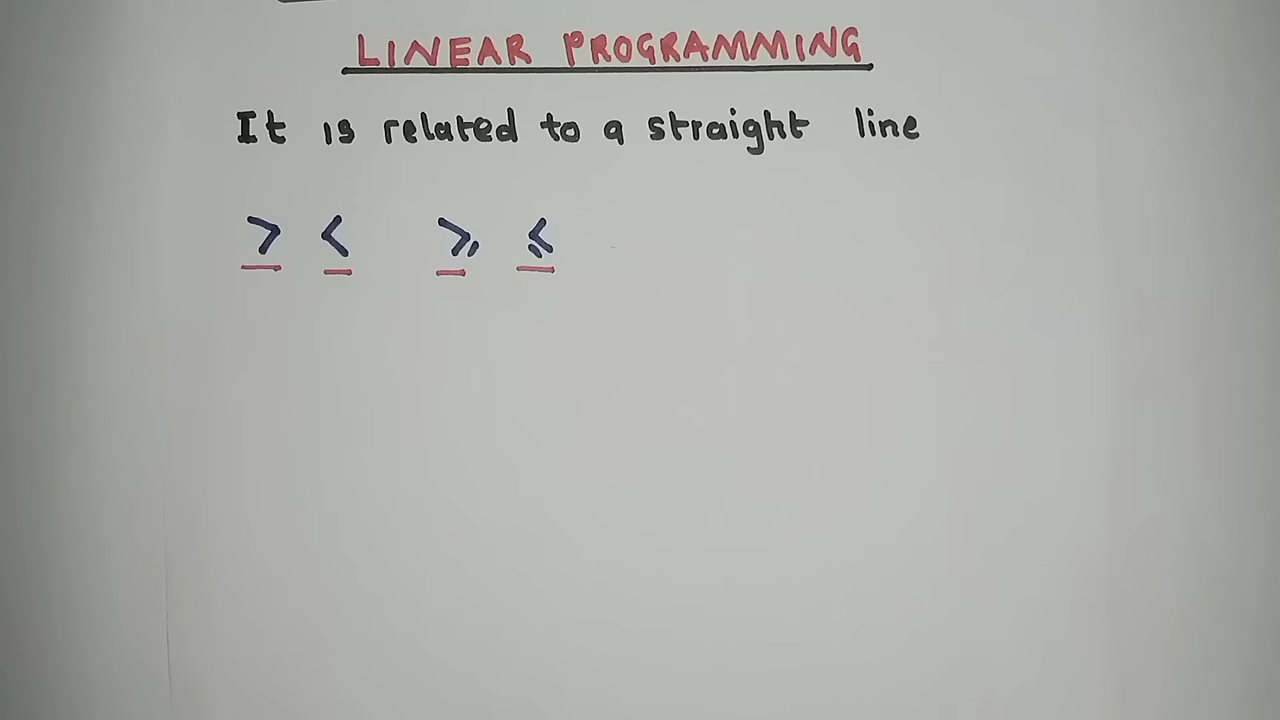 LINEAR PROGRAMMING
It is related to a straight line
> < ⩾ ⩽